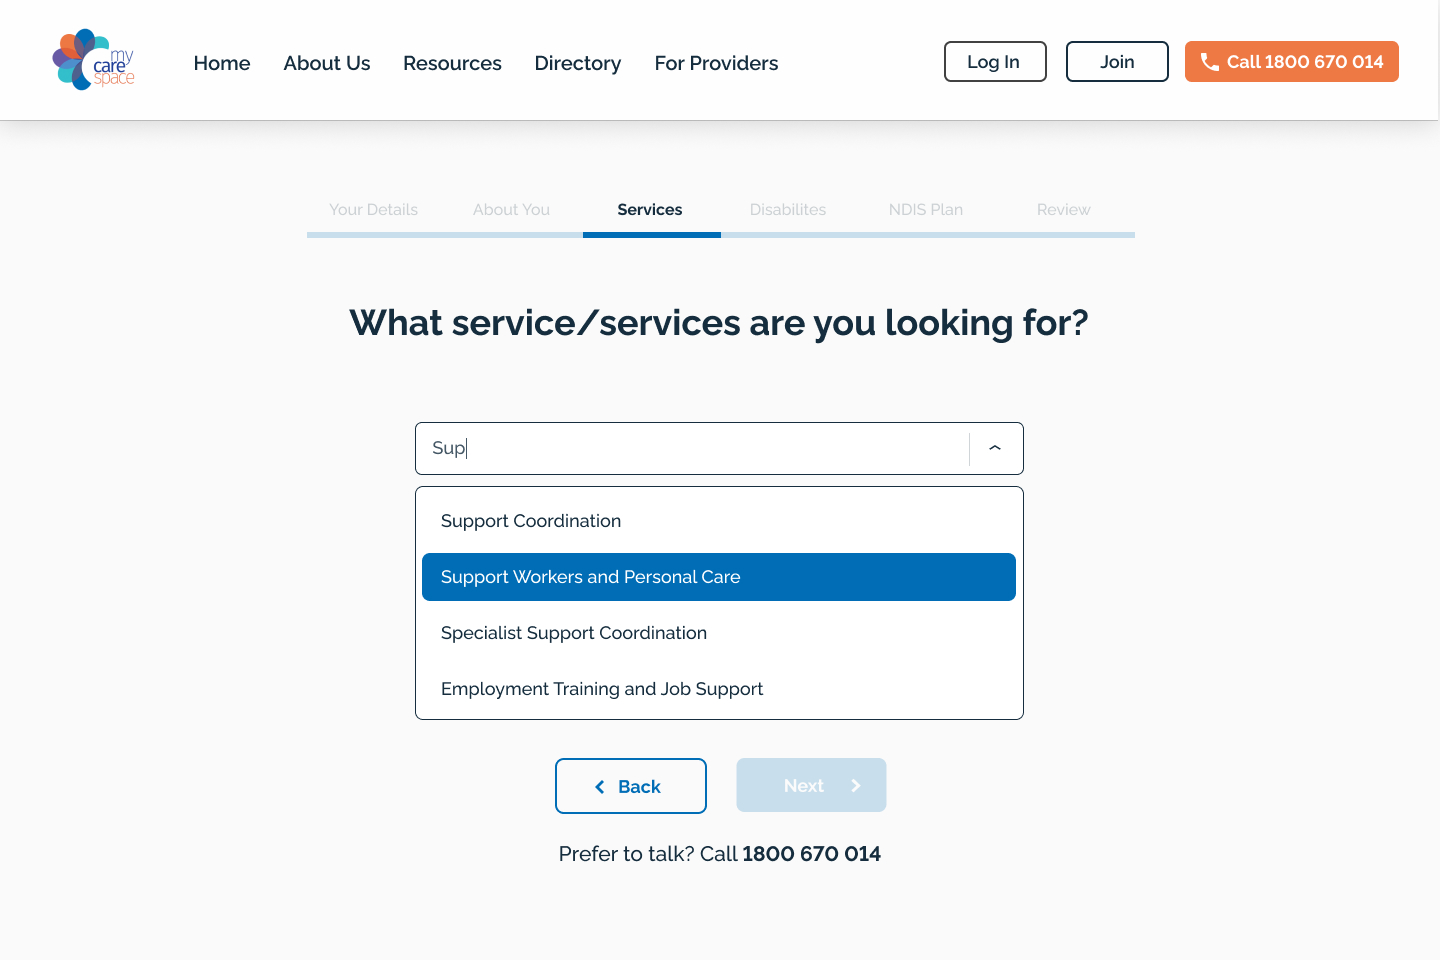 my
care
space
Home About Us Resources Directory For Providers Log In Join Call 1800 670 014
Your Details About You Services Disabilites NDIS Plan Review
What service/services are you looking for?
Sup
Support Coordination
Support Workers and Personal Care
Specialist Support Coordination
Employment Training and Job Support
Back Next
Prefer to talk? Call 1800 670 014